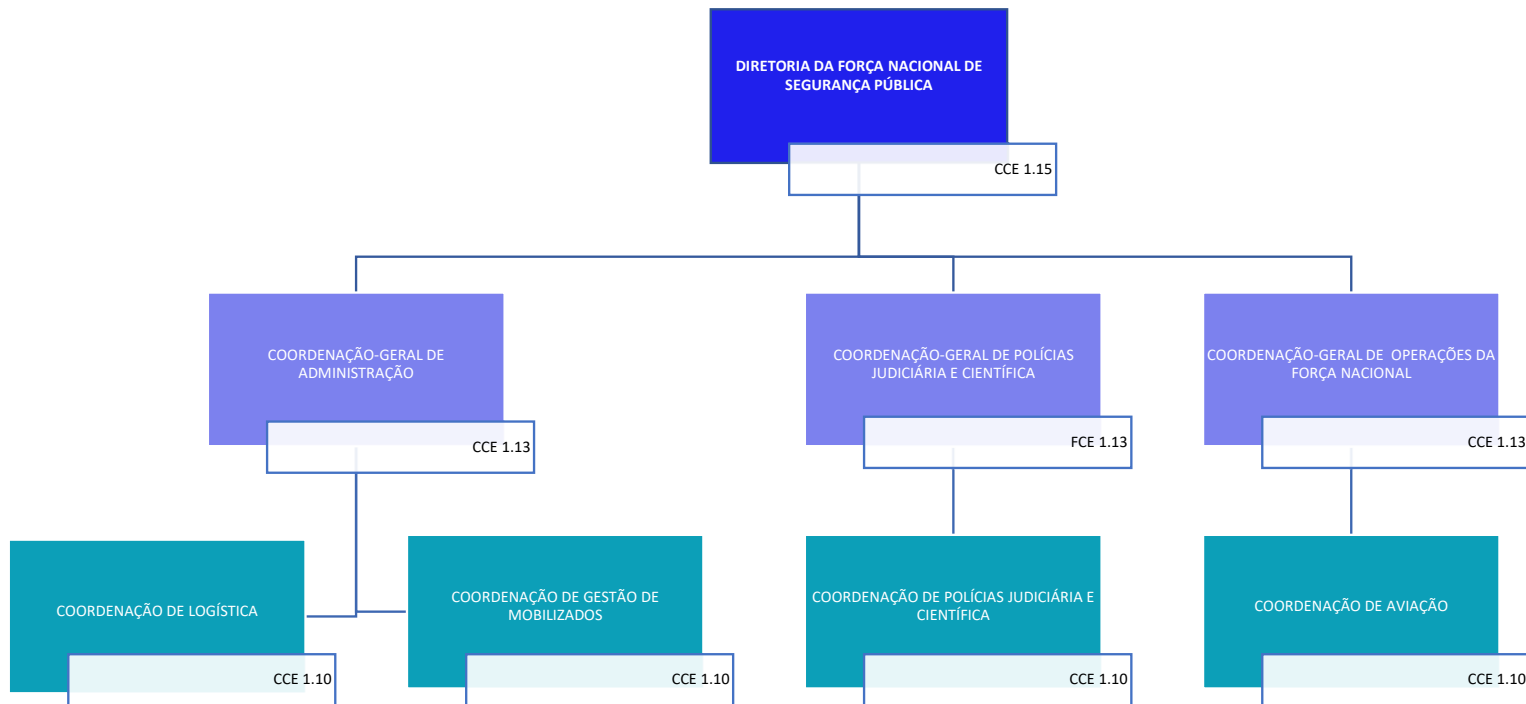 DIRETORIA DA FORÇA NACIONAL DE
SEGURANÇA PÚBLICA
CCE 1.15
COORDENAÇÃO-GERAL DE
ADMINISTRAÇÃO
CCE 1.13
COORDENAÇÃO-GERAL DE POLÍCIAS
JUDICIÁRIA E CIENTÍFICA
FCE 1.13
COORDENAÇÃO-GERAL DE OPERAÇÕES DA
FORÇA NACIONAL
CCE 1.13
COORDENAÇÃO DE LOGÍSTICA
CCE 1.10
COORDENAÇÃO DE GESTÃO DE
MOBILIZADOS
CCE 1.10
COORDENAÇÃO DE POLÍCIAS JUDICIÁRIA E
CIENTÍFICA
CCE 1.10
COORDENAÇÃO DE AVIAÇÃO
CCE 1.10